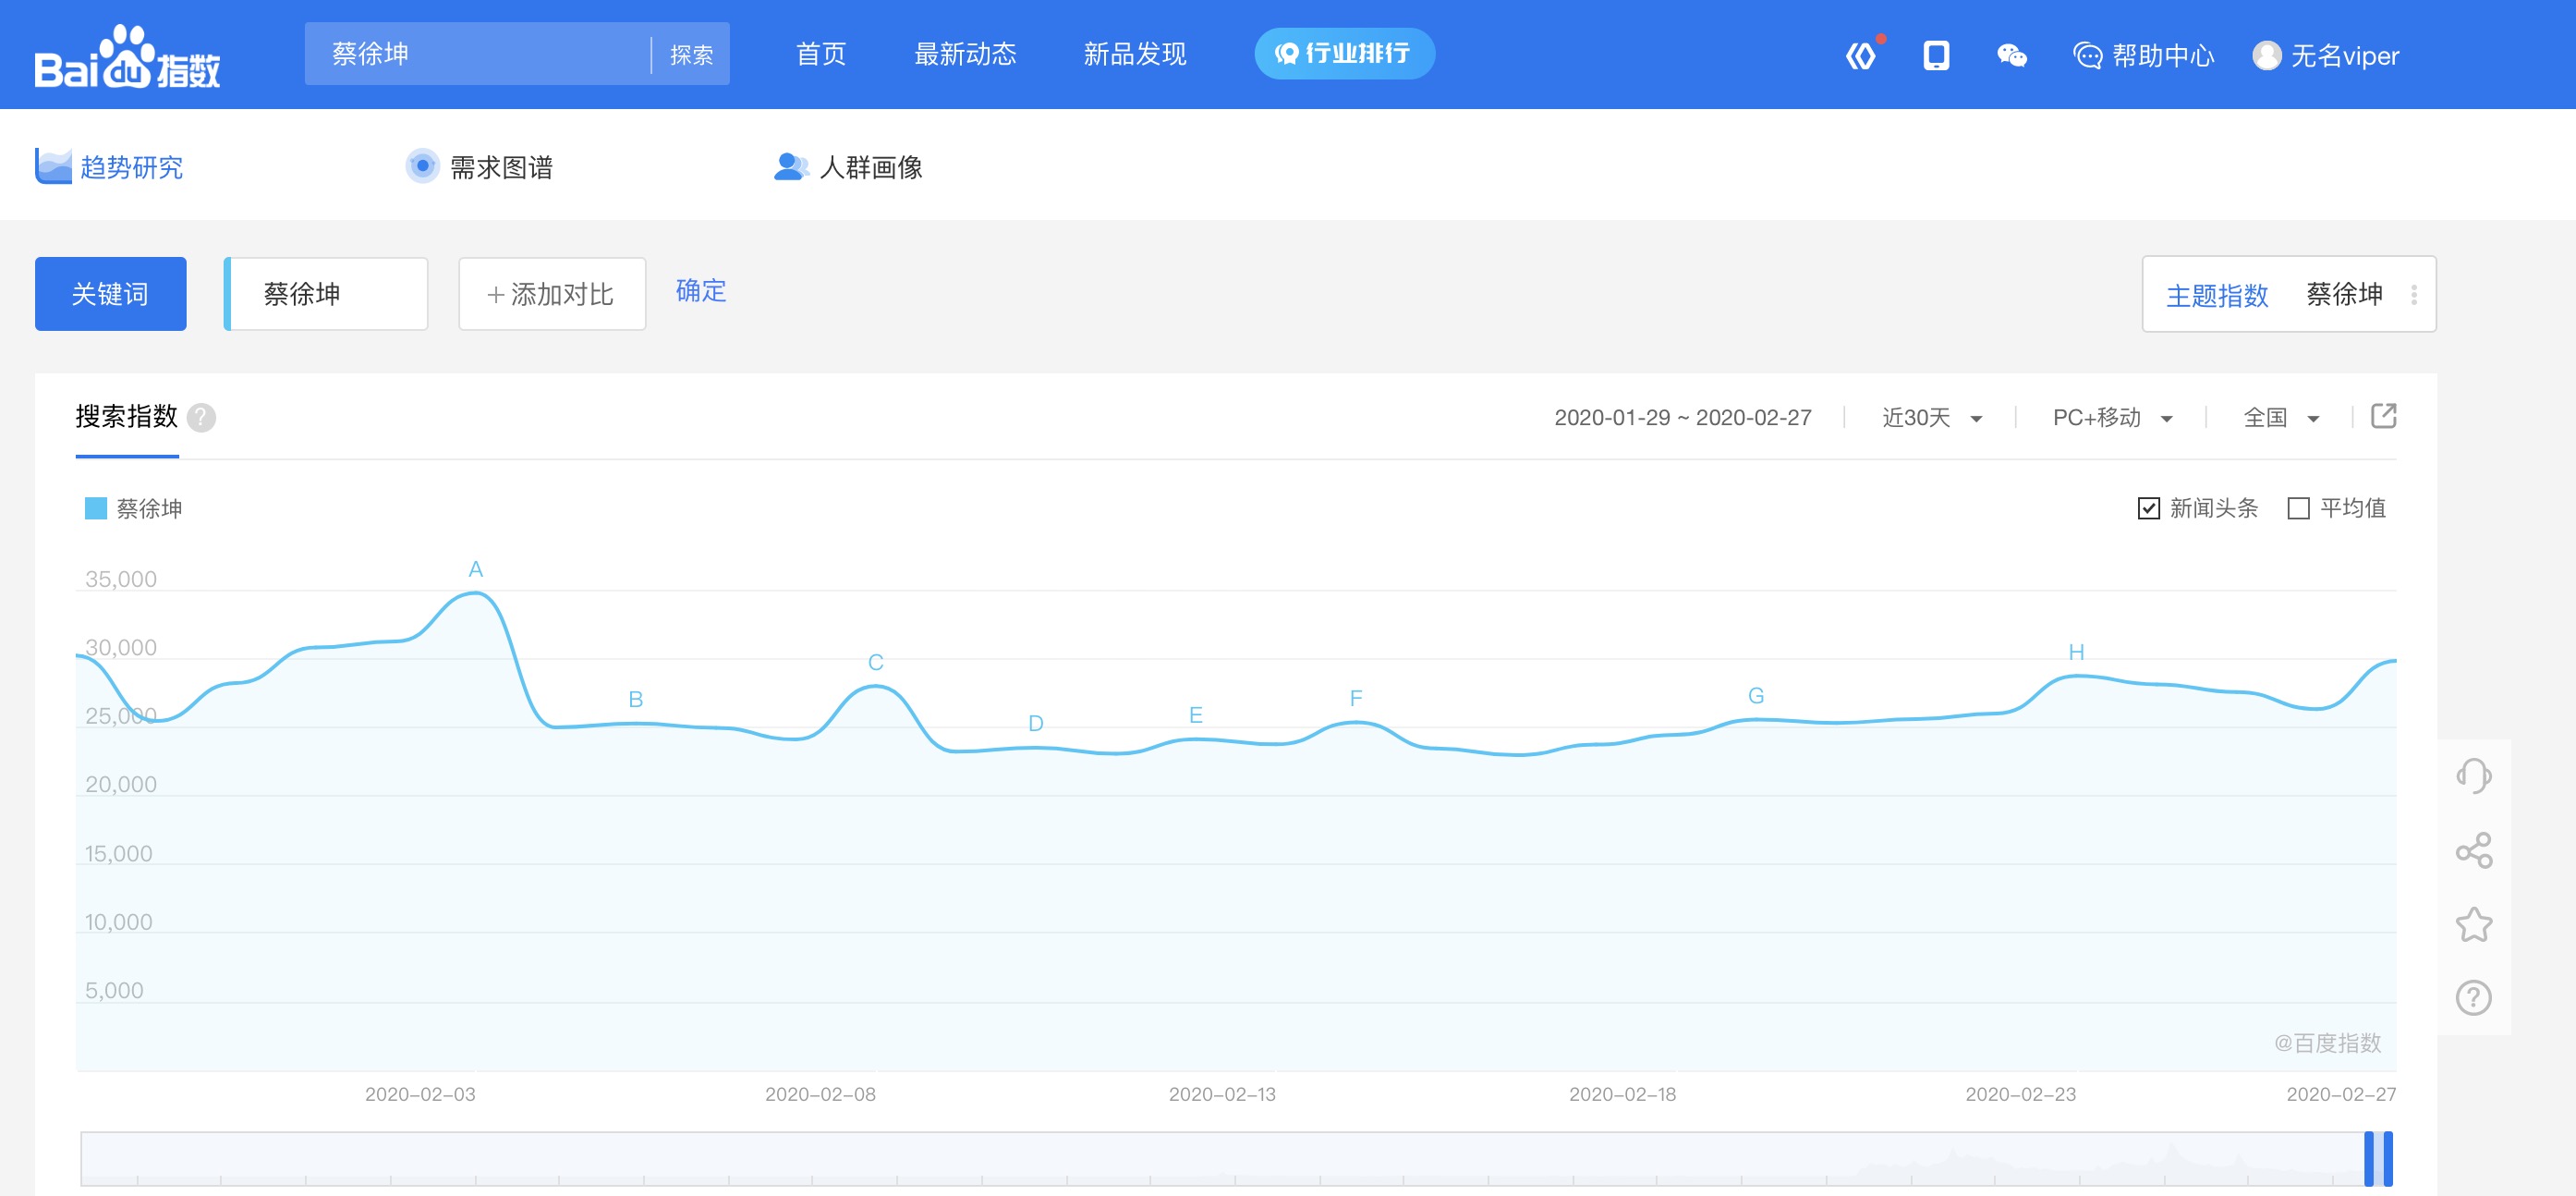 Baidu指数 蔡徐坤 探索 首页 最新动态 新品发现 行业排行 帮助中心 无名viper
趋势研究 需求图谱 人群画像
关键词 蔡徐坤 +添加对比 确定 主题指数 蔡徐坤
搜索指数 ? 2020-01-29 ~ 2020-02-27 近30天 PC+移动 全国
蔡徐坤 新闻头条 平均值
A
35,000
30,000
H
C
G
F
B
25,000
E
D
20,000
15,000
10,000
5,000
@百度指数
2020-02-03 2020-02-08 2020-02-13 2020-02-18 2020-02-23 2020-02-27